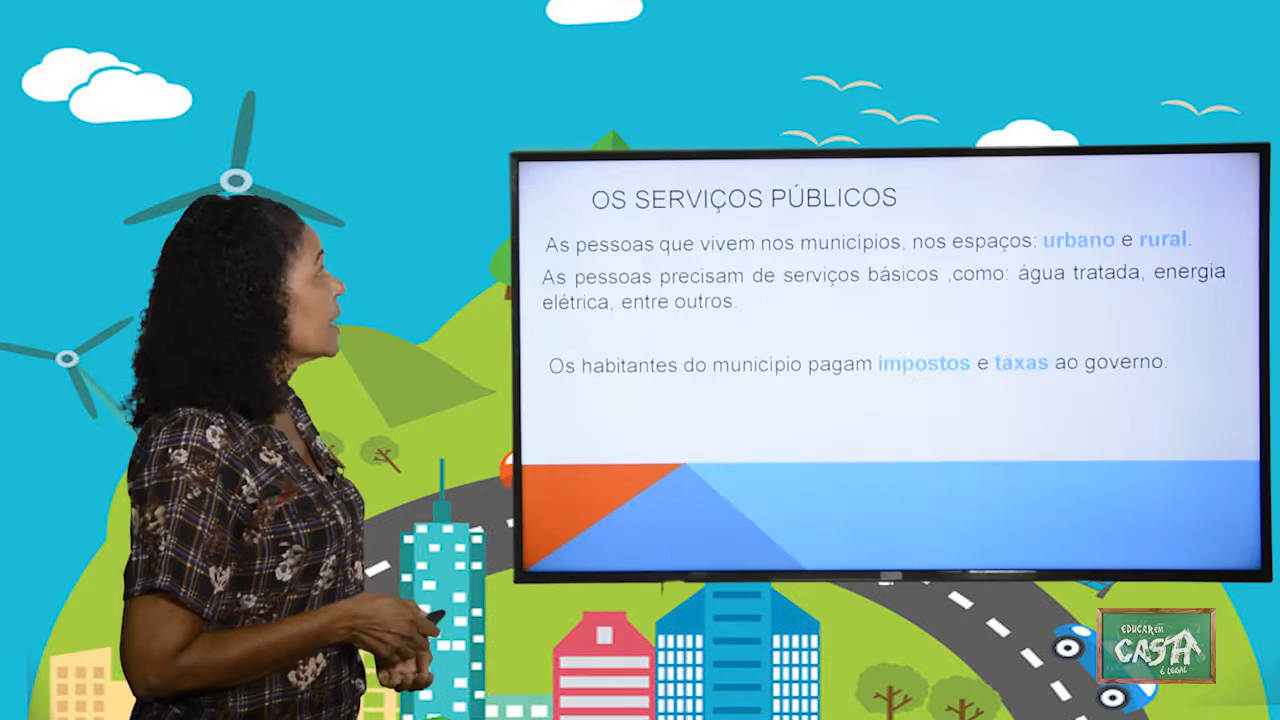 OS SERVIÇOS PÚBLICOS
As pessoas que vivem nos municípios, nos espaços: urbano e rural.
As pessoas precisam de serviços básicos ,como: água tratada, energia
elétrica, entre outros.
Os habitantes do município pagam impostos e taxas ao governo.
EDUCAR EM
CASA
É LEGAL